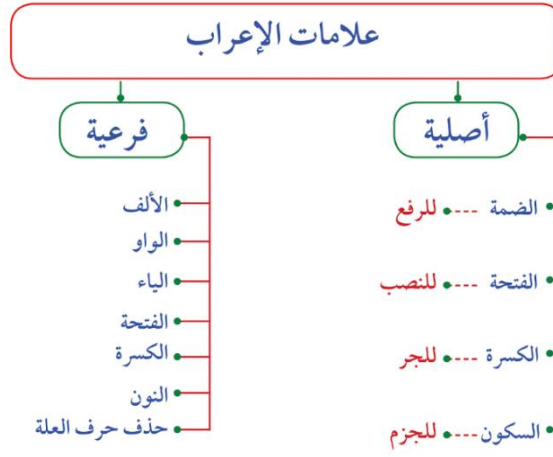 علامات الإعراب
أصلية
الضمة ---- للرفع
الفتحة ---- للنصب
الكسرة ---- للجر
السكون ---- للجزم
فرعية
الألف
الواو
الياء
الفتحة
الكسرة
النون
حذف حرف العلة